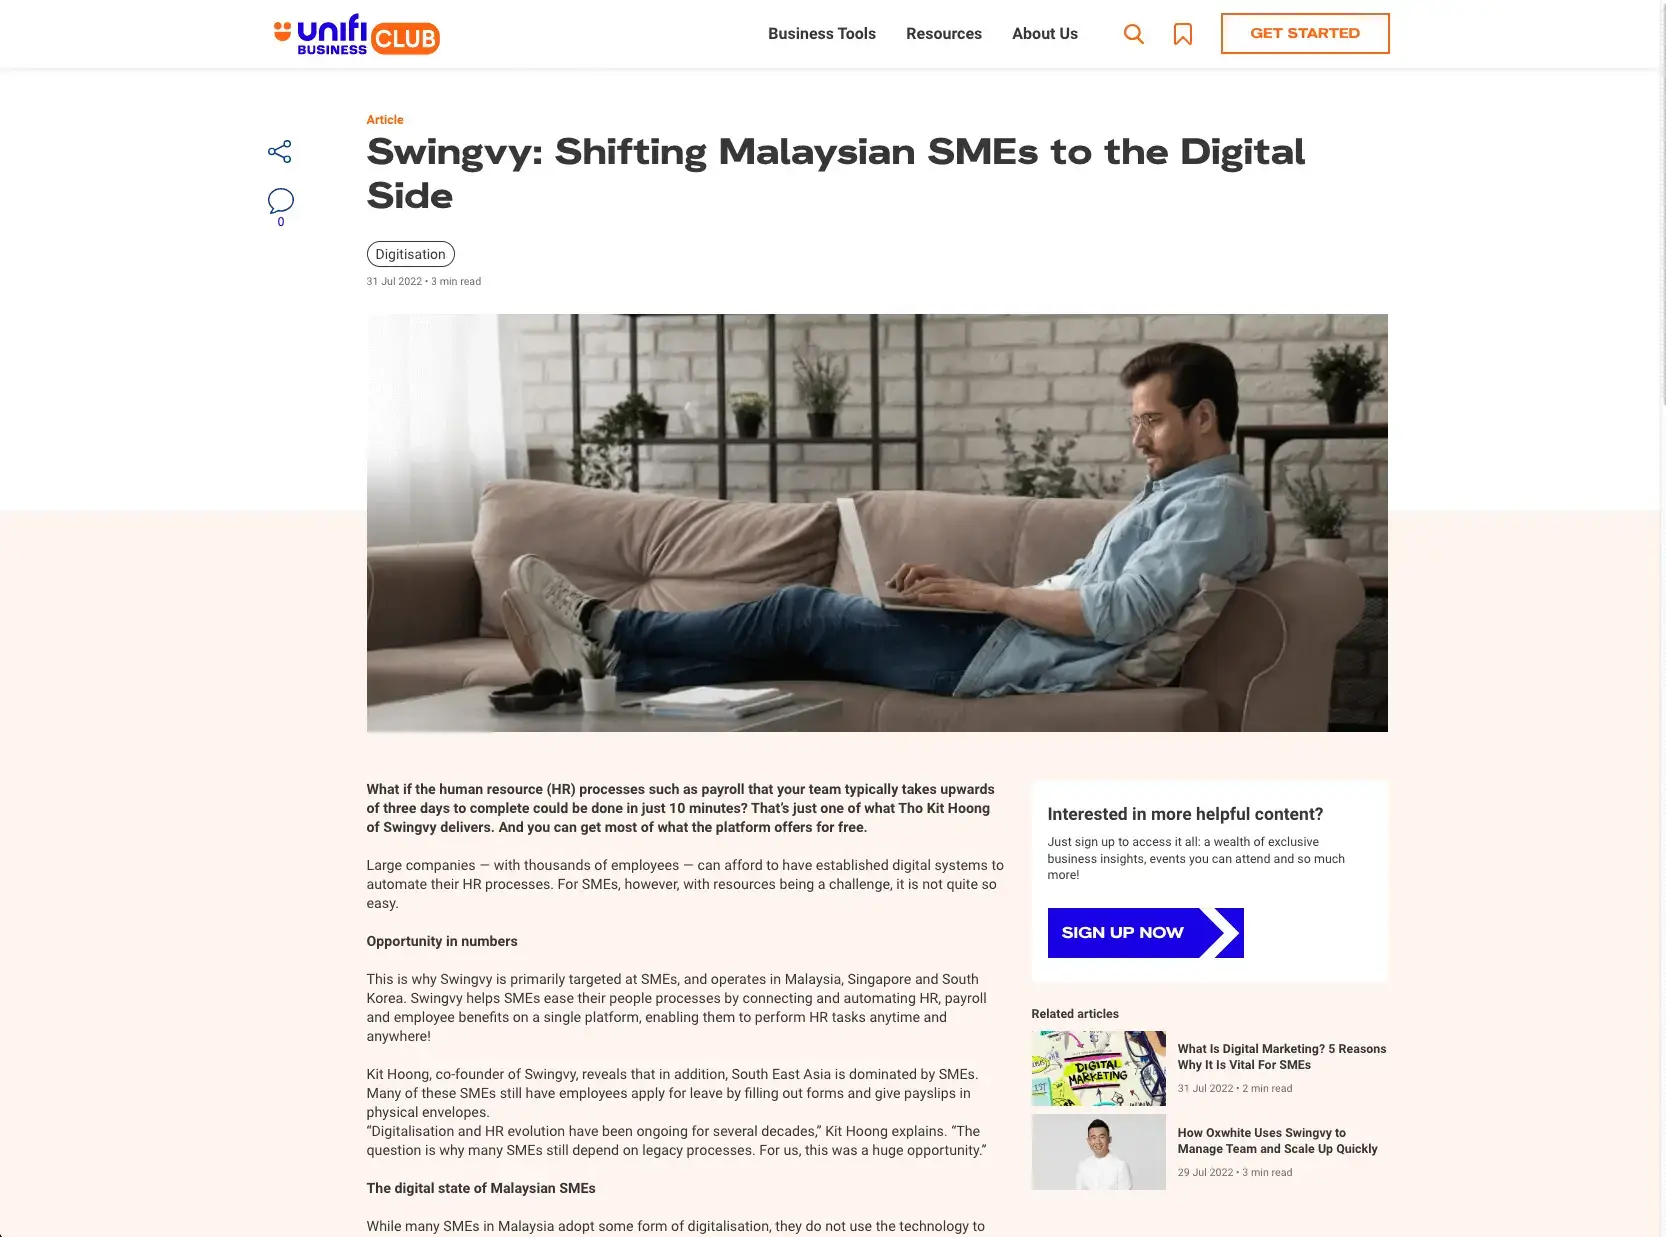 unifi
BUSINESS CLUB
Business Tools
Resources
About Us
GET STARTED
Article
Swingvy: Shifting Malaysian SMEs to the Digital
Side
0
Digitisation
31 Jul 2022 • 3 min read
What if the human resource (HR) processes such as payroll that your team typically takes upwards
of three days to complete could be done in just 10 minutes? That’s just one of what Tho Kit Hoong
of Swingvy delivers. And you can get most of what the platform offers for free.
Large companies — with thousands of employees — can afford to have established digital systems to
automate their HR processes. For SMEs, however, with resources being a challenge, it is not quite so
easy.
Opportunity in numbers
This is why Swingvy is primarily targeted at SMEs, and operates in Malaysia, Singapore and South
Korea. Swingvy helps SMEs ease their people processes by connecting and automating HR, payroll
and employee benefits on a single platform, enabling them to perform HR tasks anytime and
anywhere!
Kit Hoong, co-founder of Swingvy, reveals that in addition, South East Asia is dominated by SMEs.
Many of these SMEs still have employees apply for leave by filling out forms and give payslips in
physical envelopes.
“Digitalisation and HR evolution have been ongoing for several decades,” Kit Hoong explains. “The
question is why many SMEs still depend on legacy processes. For us, this was a huge opportunity.”
The digital state of Malaysian SMEs
While many SMEs in Malaysia adopt some form of digitalisation, they do not use the technology to
Interested in more helpful content?
Just sign up to access it all: a wealth of exclusive
business insights, events you can attend and so much
more!
SIGN UP NOW
Related articles
DIGITAL
MARKETING
What Is Digital Marketing? 5 Reasons
Why It Is Vital For SMEs
31 Jul 2022 • 2 min read
How Oxwhite Uses Swingvy to
Manage Team and Scale Up Quickly
29 Jul 2022 • 3 min read